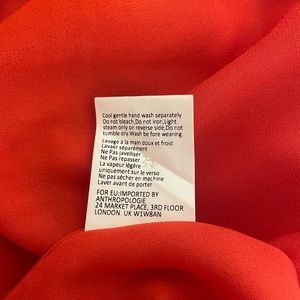 Cool gentle hand wash separately
Do not bleach,Do not iron,Light
steam only on reverse side,Do not
tumble dry.Wash be fore wearing.
Lavage à la main doux et froid
Laver séparément
Ne Pas javelliser
Ne Pas repasser
La vapeur légère
uniquement sur le verso
Ne pas sécher en machine
Laver avant de porter
FOR EU:IMPORTED BY
ANTHROPOLOGIE
24 MARKET PLACE, 3RD FLOOR
LONDON. UK W1W8AN